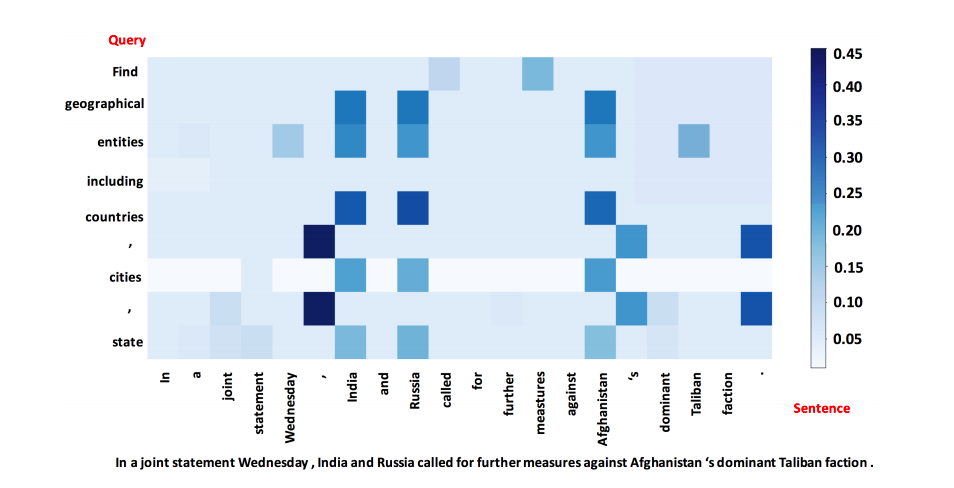 Query
Find
geographical
entities
including
countries
,
cities
,
state
0.45
0.40
0.35
0.30
0.25
0.20
0.15
0.10
0.05
In
a
joint
statement
Wednesday
,
India
and
Russia
called
for
further
meastures
against
Afghanistan
‘s
dominant
Taliban
faction
.
Sentence
In a joint statement Wednesday , India and Russia called for further measures against Afghanistan ‘s dominant Taliban faction .